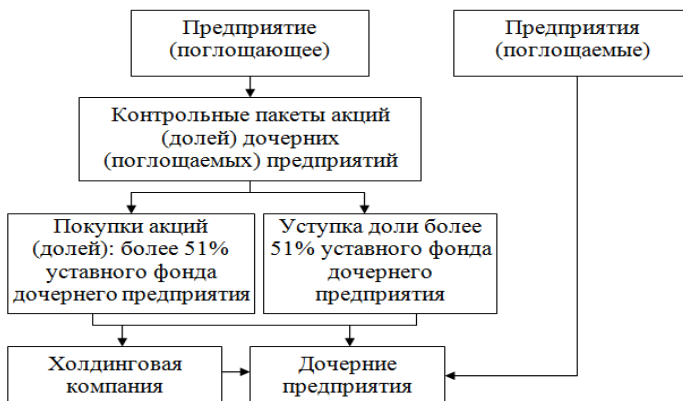 Предприятие
(поглощающее)
Предприятия
(поглощаемые)
Контрольные пакеты акций
(долей) дочерних
(поглощаемых) предприятий
Покупки акций
(долей): более 51%
уставного фонда
дочернего предприятия
Уступка доли более
51% уставного фонда
дочернего
предприятия
Холдинговая
компания
Дочерние
предприятия